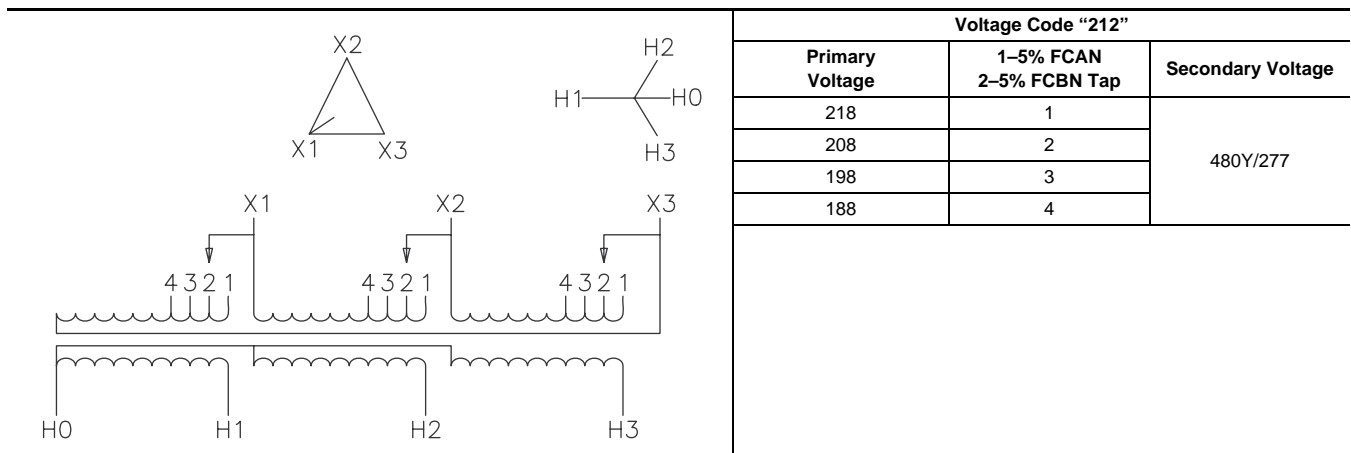 X2
X1
X3
H2
H1
H0
H3
X1
X2
X3
4 3 2 1
4 3 2 1
4 3 2 1
H0
H1
H2
H3
Voltage Code “212”
Primary
Voltage
1–5% FCAN
2–5% FCBN Tap
Secondary Voltage
218
1
208
2
198
3
188
4
480Y/277